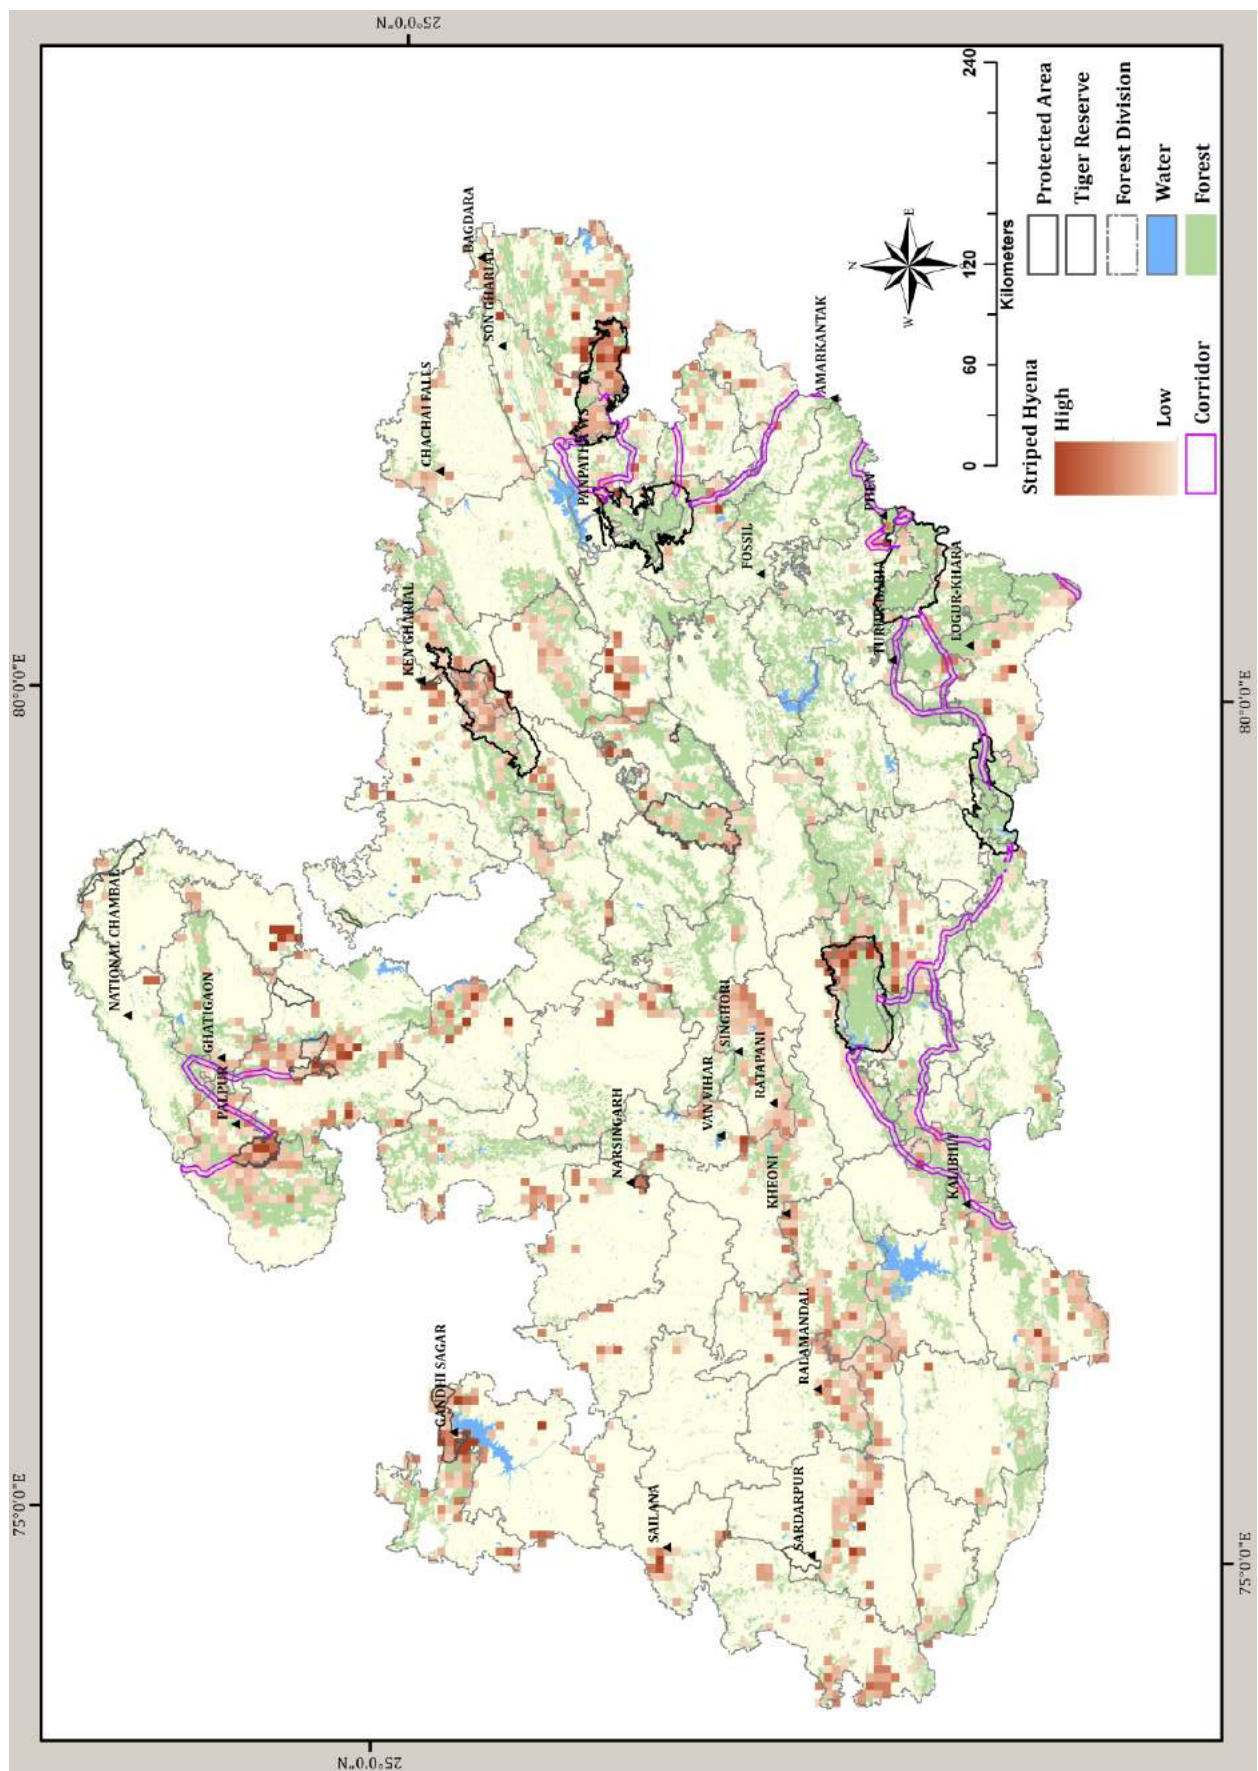 25°0'0"N
80°0'0"E
75°0'0"E
NATIONAL CHAMBAL
GHATIGAON
PALPUR
BAGDARA
SON GHARIAL
CHACHAI FALLS
KEN GHARIAL
GANDHI SAGAR
PANPATHA WS
NARSINGARH
SAILANA
VAN VIHAR
SINGHORI
RATAPANI
KHEONI
FOSSIL
AMARKANTAK
RALAMANDAL
SARDARPUR
PHEN
LOGUR-KHARA
KALIBHIT
N
W
E
Striped Hyena
High
Low
Corridor
0
60
120
240
Kilometers
Protected Area
Tiger Reserve
Forest Division
Water
Forest
25°0'0"N
80°0'0"E
75°0'0"E